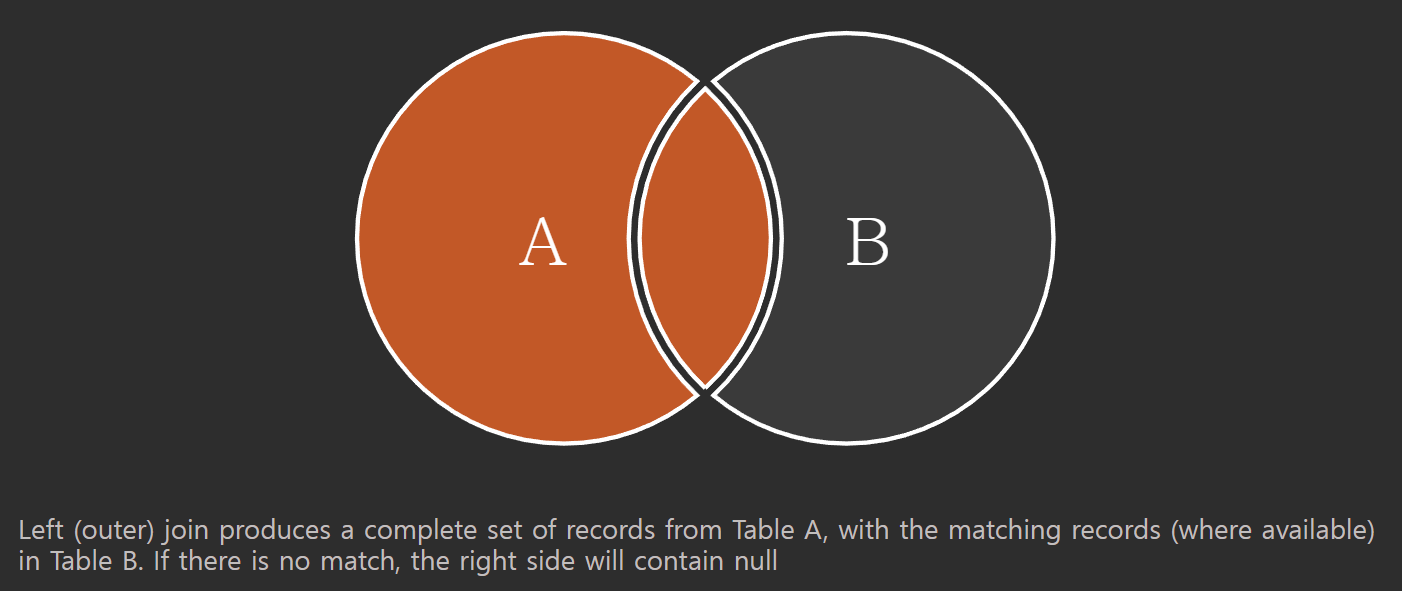 A
B
Left (outer) join produces a complete set of records from Table A, with the matching records (where available)
in Table B. If there is no match, the right side will contain null